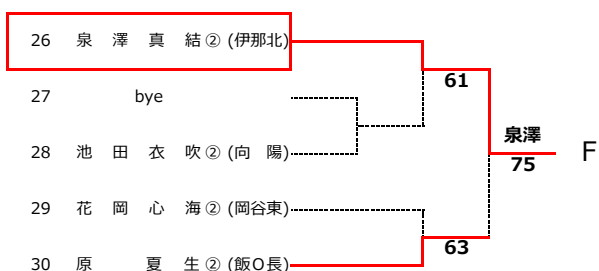 26 泉 澤 真 結② (伊那北)
61
27 bye
泉澤
75 F
28 池 田 衣 吹② (向 陽)
29 花 岡 心 海② (岡谷東)
63
30 原 夏 生② (飯O長)